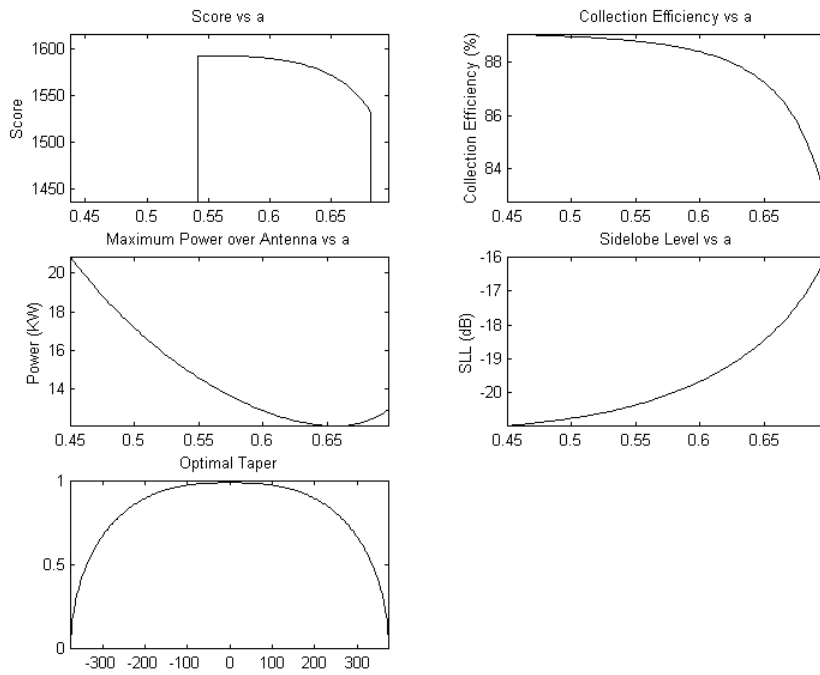 Score vs a
Score
1600
1550
1500
1450
0.45 0.5 0.55 0.6 0.65
Collection Efficiency vs a
Collection Efficiency (%)
88
86
84
0.45 0.5 0.55 0.6 0.65
Maximum Power over Antenna vs a
Power (KW)
20
18
16
14
0.45 0.5 0.55 0.6 0.65
Sidelobe Level vs a
SLL (dB)
-16
-17
-18
-19
-20
0.45 0.5 0.55 0.6 0.65
Optimal Taper
1
0.5
0
-300 -200 -100 0 100 200 300